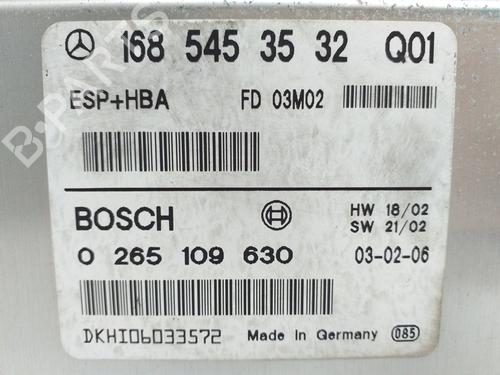 168 545 35 32 Q01
ESP+HBA FD 03M02
BOSCH HW 18/02
SW 21/02
0 265 109 630 03-02-06
DKHI06033572 Made In Germany 085
B-PARTS